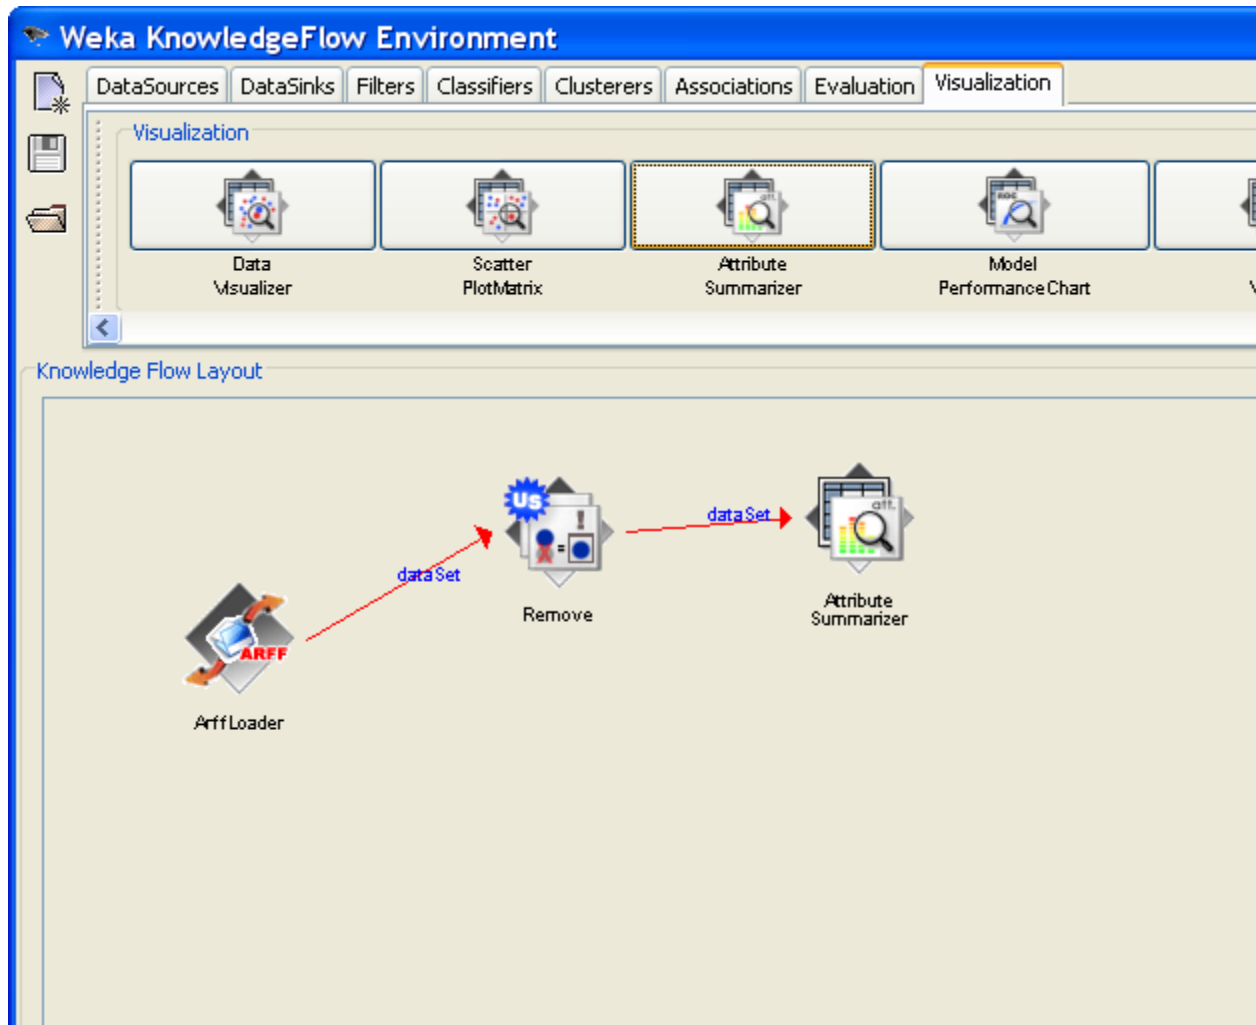 Weka KnowledgeFlow Environment
DataSources DataSinks Filters Classifiers Clusterers Associations Evaluation Visualization
Visualization
Data
Visualizer
Scatter
PlotMatrix
Attribute
Summarizer
Model
PerformanceChart
Knowledge Flow Layout
dataSet
dataSet
US
att.
ARFF
ArffLoader
Remove
Attribute
Summarizer